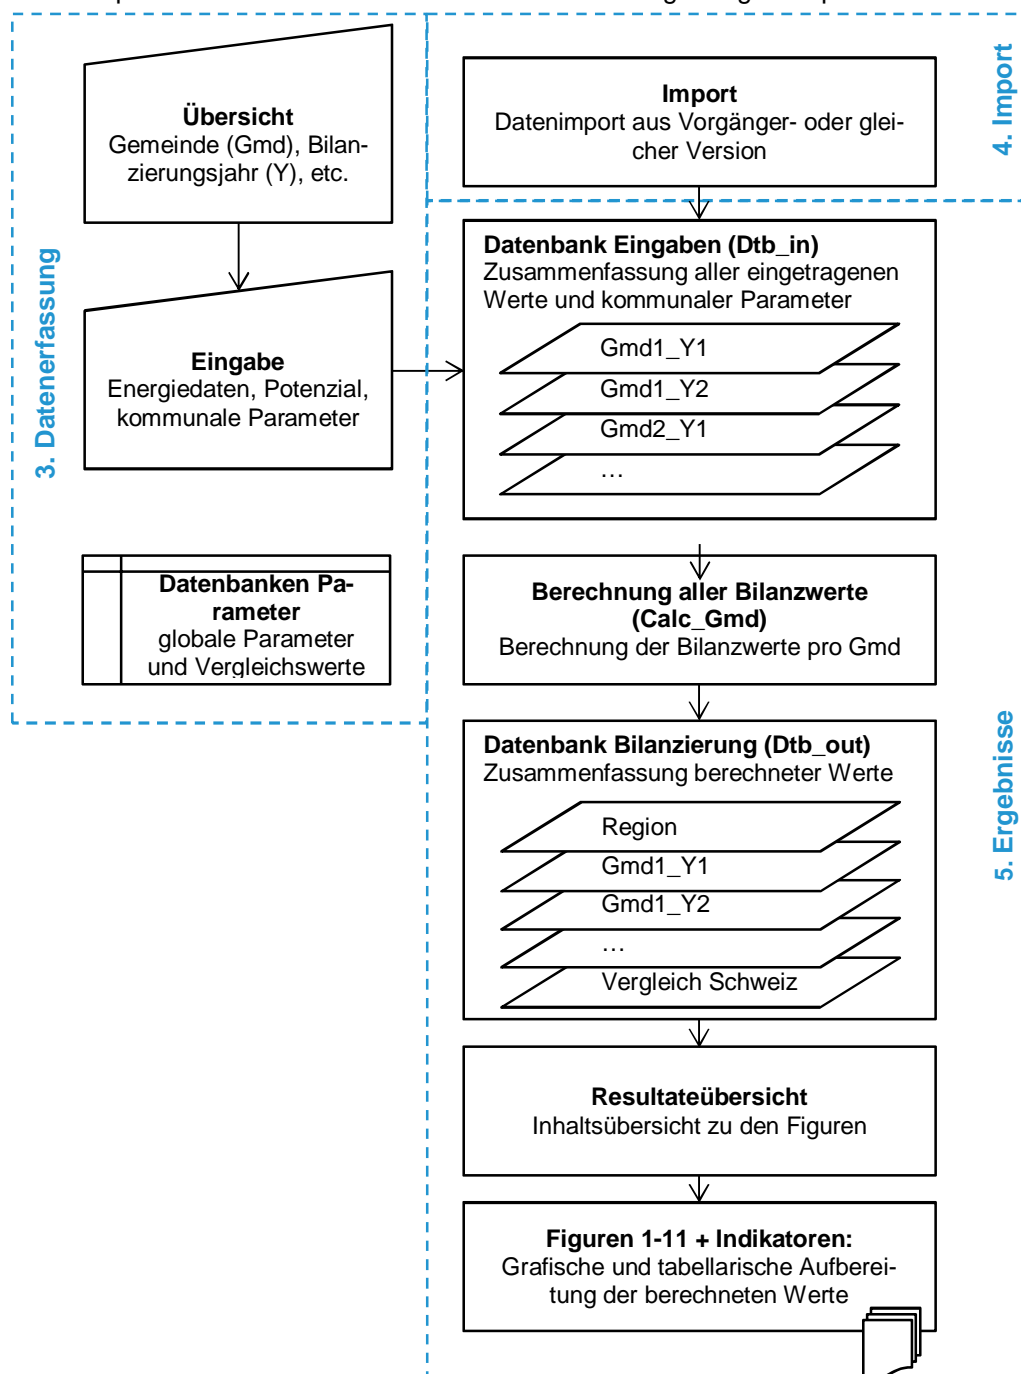 Übersicht
Gemeinde (Gmd), Bilan-
zierungsjahr (Y), etc.
Eingabe
Energiedaten, Potenzial,
kommunale Parameter
Datenbanken Pa-
rameter
globale Parameter
und Vergleichswerte
3. Datenerfassung
Import
Datenimport aus Vorgänger- oder glei-
cher Version
4. Import
Datenbank Eingaben (Dtb_in)
Zusammenfassung aller eingetragenen
Werte und kommunaler Parameter
Gmd1_Y1
Gmd1_Y2
Gmd2_Y1
…
Berechnung aller Bilanzwerte
(Calc_Gmd)
Berechnung der Bilanzwerte pro Gmd
Datenbank Bilanzierung (Dtb_out)
Zusammenfassung berechneter Werte
Region
Gmd1_Y1
Gmd1_Y2
…
Vergleich Schweiz
Resultateübersicht
Inhaltsübersicht zu den Figuren
Figuren 1-11 + Indikatoren:
Grafische und tabellarische Aufberei-
tung der berechneten Werte
5. Ergebnisse